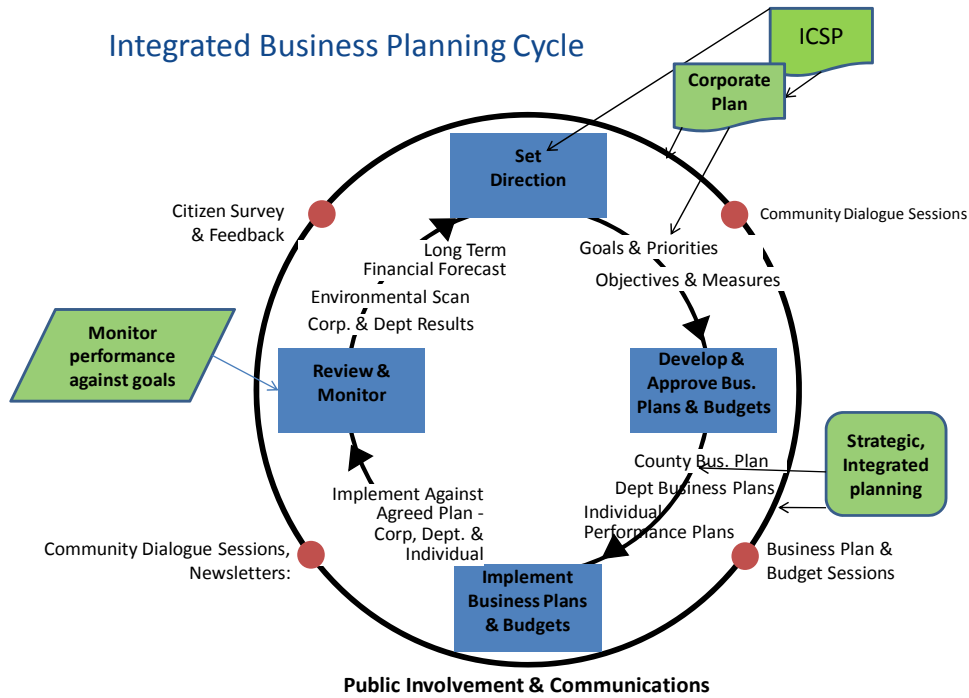 Integrated Business Planning Cycle
ICSP
Corporate
Plan
Set
Direction
Citizen Survey
& Feedback
Community Dialogue Sessions
Long Term
Financial Forecast
Environmental Scan
Corp. & Dept Results
Goals & Priorities
Objectives & Measures
Monitor
performance
against goals
Review &
Monitor
Develop &
Approve Bus.
Plans & Budgets
Strategic,
Integrated
planning
County Bus. Plan
Dept Business Plans
Individual
Performance Plans
Implement Against
Agreed Plan -
Corp, Dept. &
Individual
Community Dialogue Sessions,
Newsletters:
Business Plan &
Budget Sessions
Implement
Business Plans
& Budgets
Public Involvement & Communications